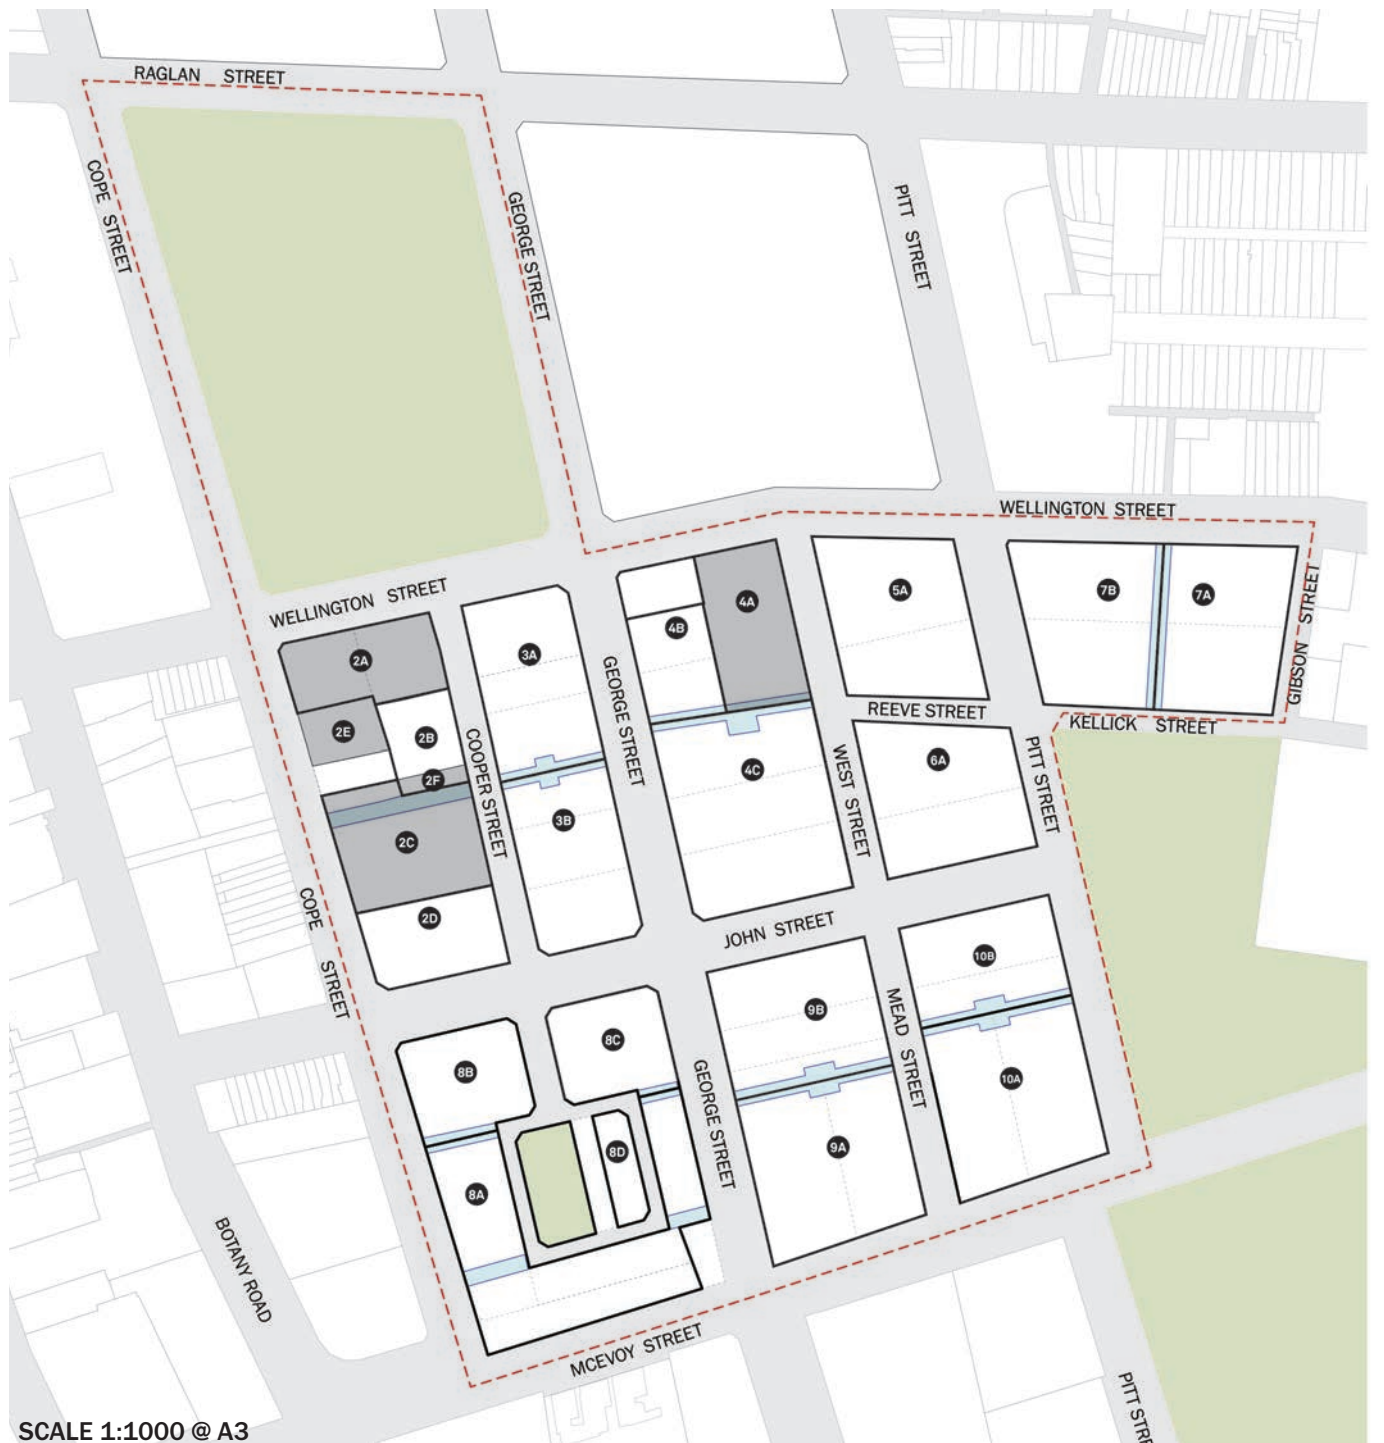 RAGLAN STREET
COPE STREET
GEORGE STREET
PITT STREET
WELLINGTON STREET
WELLINGTON STREET
GIBSON STREET
5A
7B
7A
4A
4B
2A
3A
2E
2B
2F
COOPER STREET
GEORGE STREET
REEVE STREET
KELLICK STREET
4C
WEST STREET
6A
PITT STREET
3B
2C
2D
COPE STREET
JOHN STREET
10B
9B
MEAD STREET
8C
8B
GEORGE STREET
10A
9A
8D
8A
BOTANY ROAD
MCEVOY STREET
PITT STRE
SCALE 1:1000 @ A3